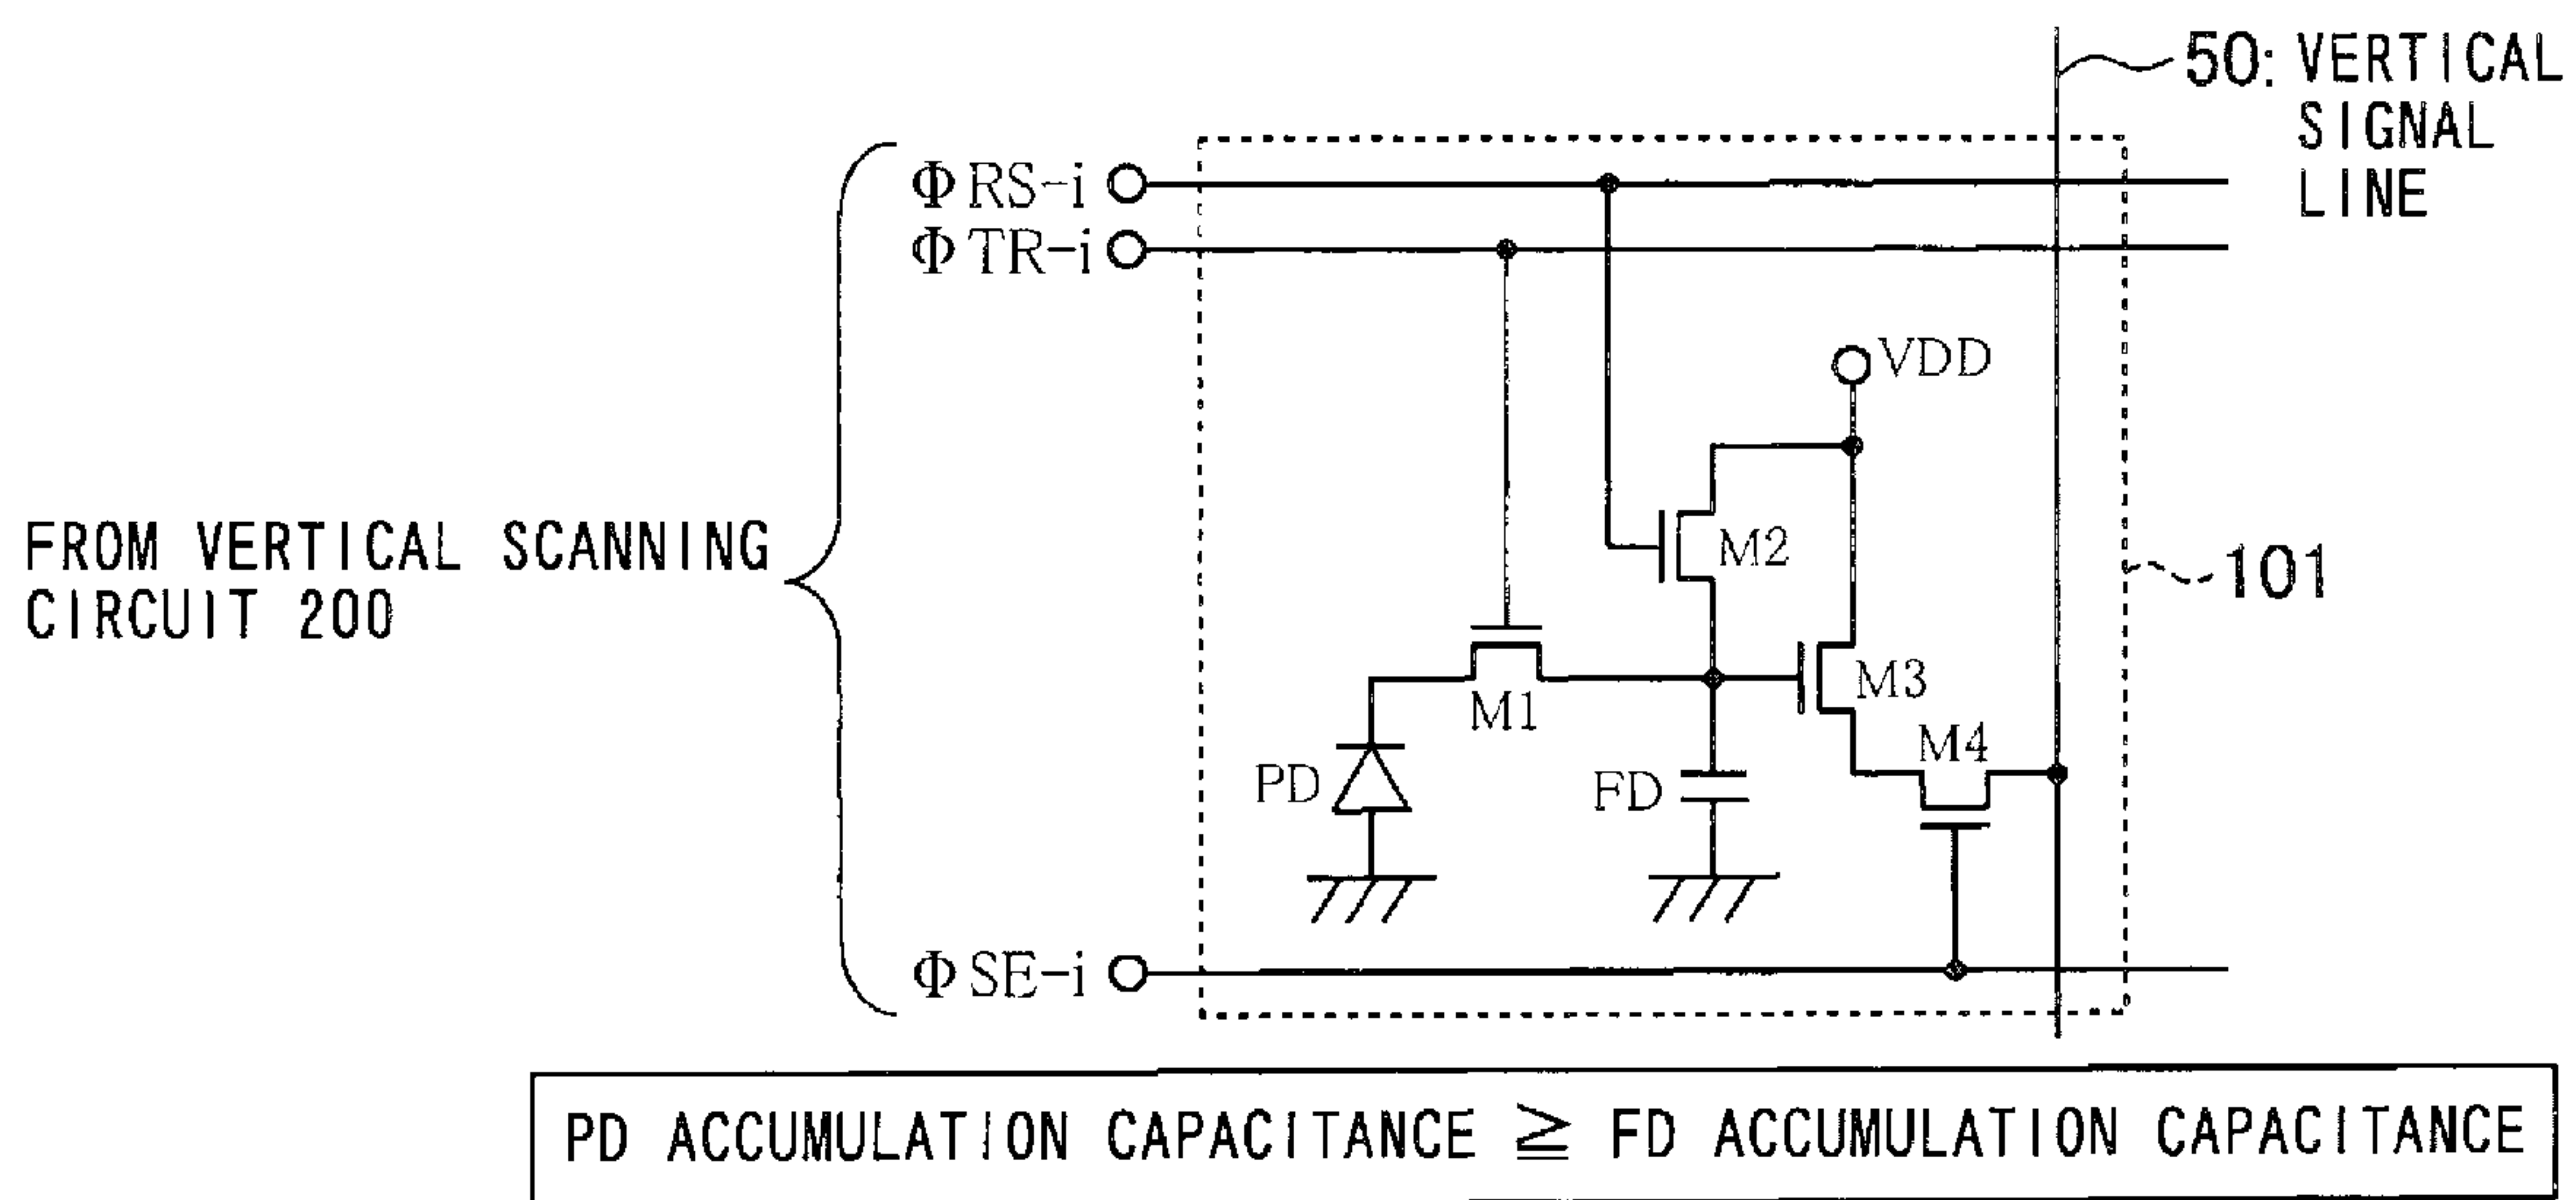 50: VERTICAL
SIGNAL
LINE
ΦRS-i
ΦTR-i
VDD
FROM VERTICAL SCANNING
CIRCUIT 200
M2
101
M3
M1
M4
PD
FD
ΦSE-i
PD ACCUMULATION CAPACITANCE ≧ FD ACCUMULATION CAPACITANCE